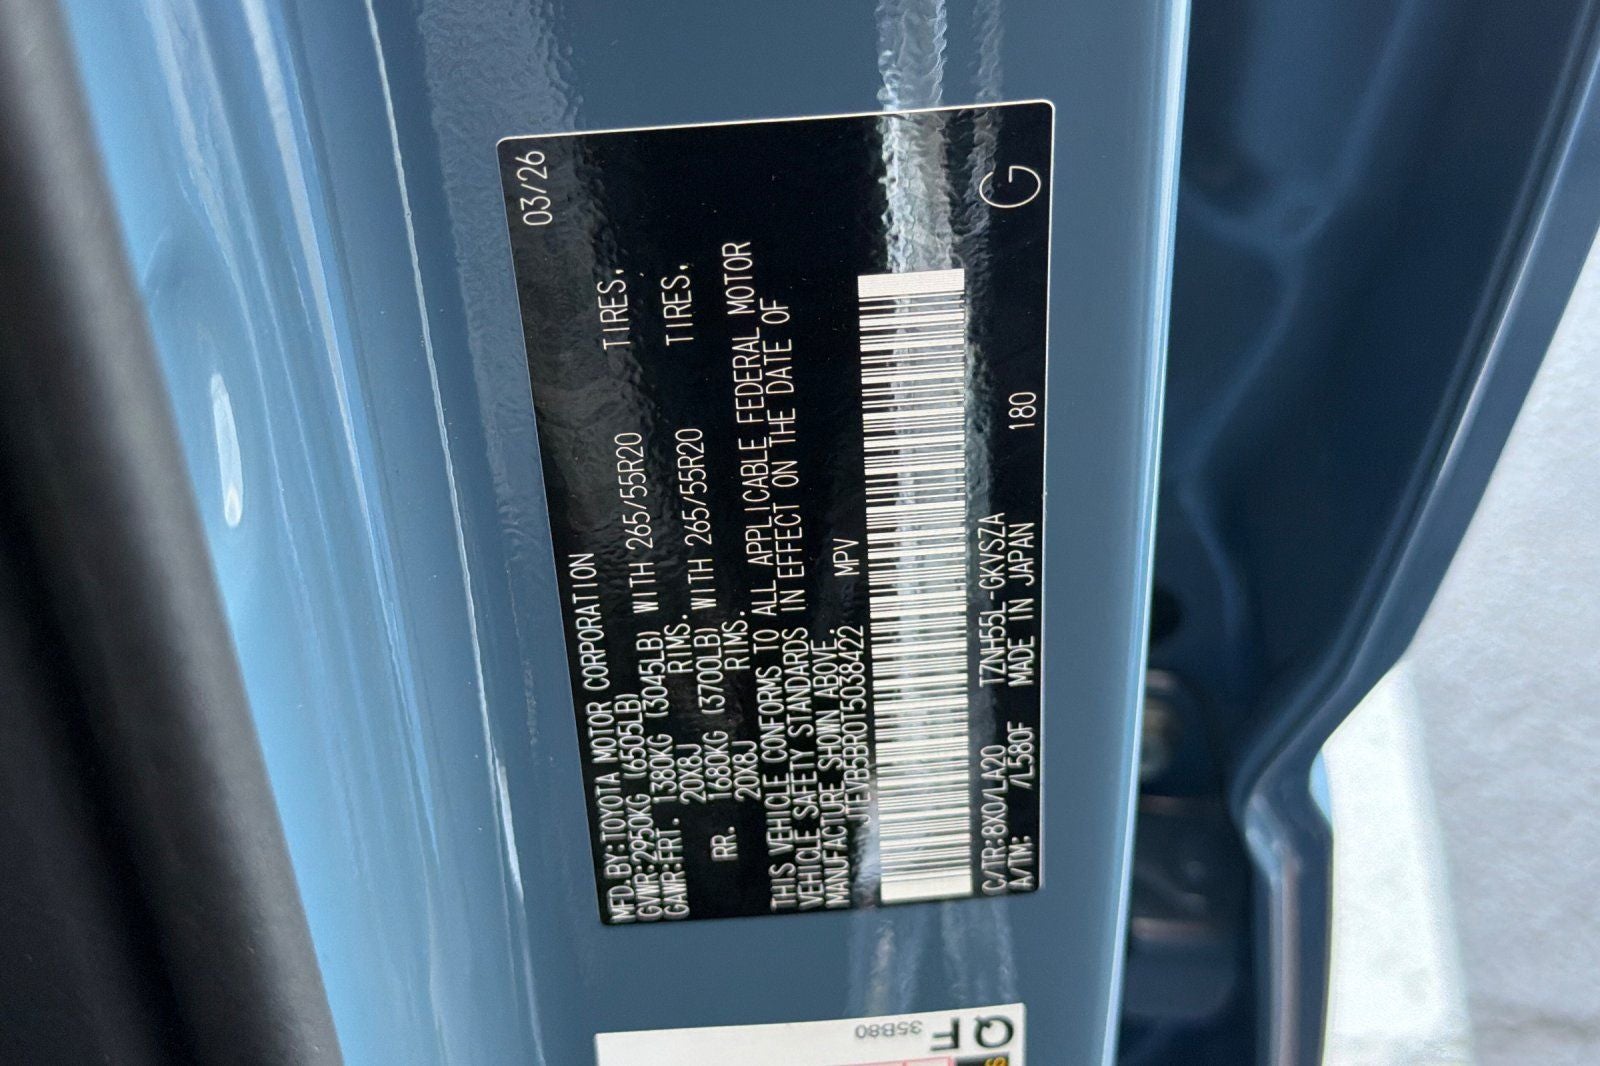 MFD.BY:TOYOTA MOTOR CORPORATION 03/26
GVWR:2950KG (6505LB)
GAWR:FRT. 1380KG (3045LB) WITH 265/55R20 TIRES,
20X8J RIMS.
RR. 1680KG (3700LB) WITH 265/55R20 TIRES,
20X8J RIMS.
THIS VEHICLE CONFORMS TO ALL APPLICABLE FEDERAL MOTOR
VEHICLE SAFETY STANDARDS IN EFFECT ON THE DATE OF
MANUFACTURE SHOWN ABOVE.
JTEVB5BR0T5038422 MPV
C/TR:8X0/LA20 TZNH55L-GKVSZA
A/TM: /L580F MADE IN JAPAN 180 G
QF
35B80